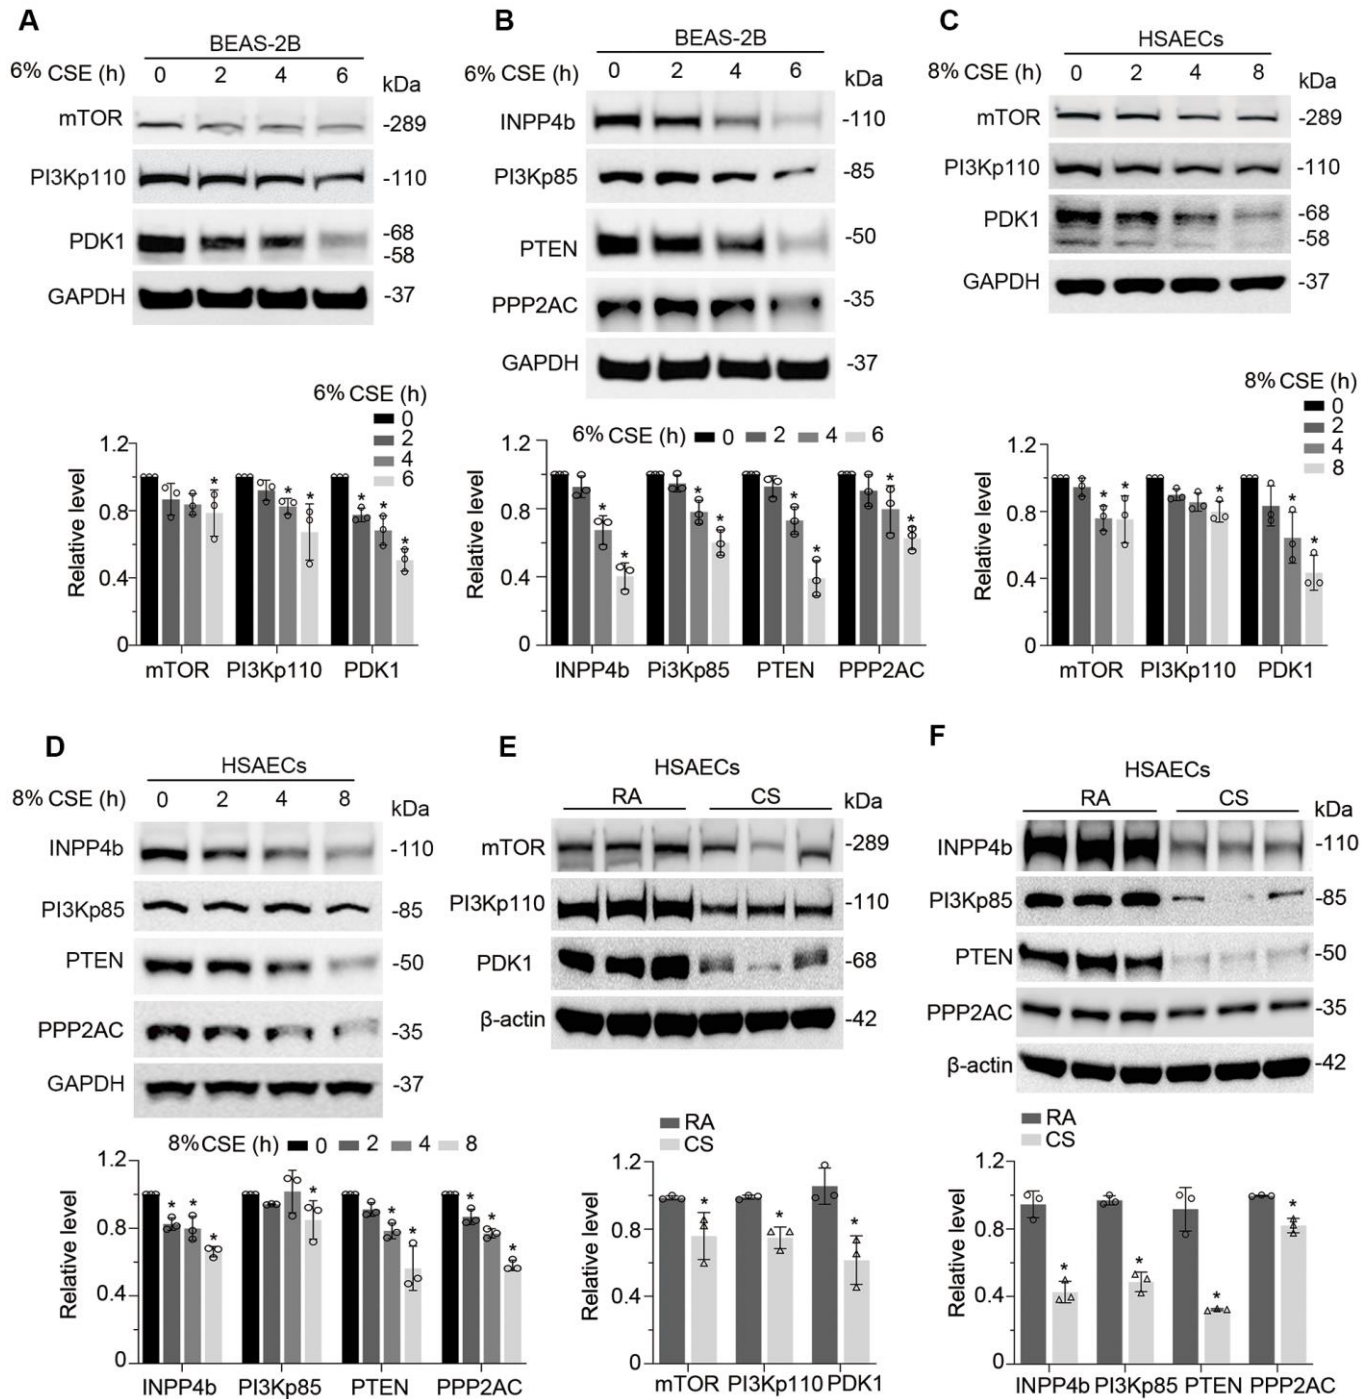 A
BEAS-2B
6% CSE (h) 0 2 4 6
kDa
mTOR -289
PI3Kp110 -110
PDK1 -68
-58
GAPDH -37
6% CSE (h)
0
2
4
6
Relative level
1.2
0.8
0.4
0
* * * * * *
mTOR PI3Kp110 PDK1
B
BEAS-2B
6% CSE (h) 0 2 4 6
kDa
INPP4b -110
PI3Kp85 -85
PTEN -50
PPP2AC -35
GAPDH -37
6% CSE (h) 0 2 4 6
Relative level
1.2
0.8
0.4
0
* * * * * * * *
INPP4b Pi3Kp85 PTEN PPP2AC
C
HSAECs
8% CSE (h) 0 2 4 8
kDa
mTOR -289
PI3Kp110 -110
PDK1 -68
-58
GAPDH -37
8% CSE (h)
0
2
4
8
Relative level
1.2
0.8
0.4
0
* * * * *
mTOR PI3Kp110 PDK1
D
HSAECs
8% CSE (h) 0 2 4 8
kDa
INPP4b -110
PI3Kp85 -85
PTEN -50
PPP2AC -35
GAPDH -37
8% CSE (h) 0 2 4 8
Relative level
1.2
0.8
0.4
0
* * * * * * * * *
INPP4b PI3Kp85 PTEN PPP2AC
E
HSAECs
RA CS
kDa
mTOR -289
PI3Kp110 -110
PDK1 -68
β-actin -42
RA
CS
Relative level
1.2
0.8
0.4
0
* * *
mTOR PI3Kp110 PDK1
F
HSAECs
RA CS
kDa
INPP4b -110
PI3Kp85 -85
PTEN -50
PPP2AC -35
β-actin -42
RA
CS
Relative level
1.2
0.8
0.4
0
* * * *
INPP4b PI3Kp85 PTEN PPP2AC